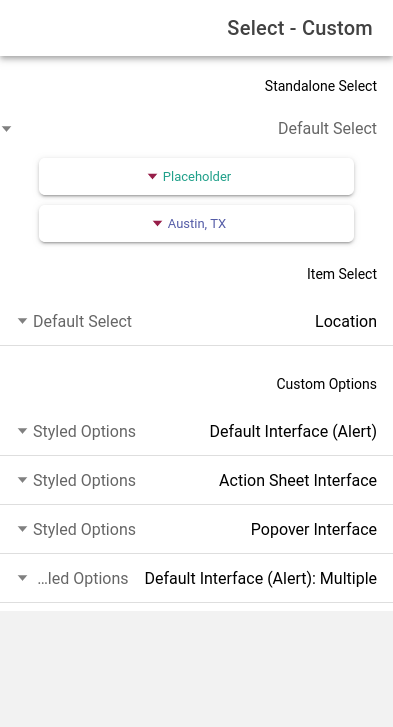 Select - Custom
Standalone Select
Default Select
Placeholder
Austin, TX
Item Select
Location Default Select
Custom Options
Default Interface (Alert) Styled Options
Action Sheet Interface Styled Options
Popover Interface Styled Options
Default Interface (Alert): Multiple ...led Options